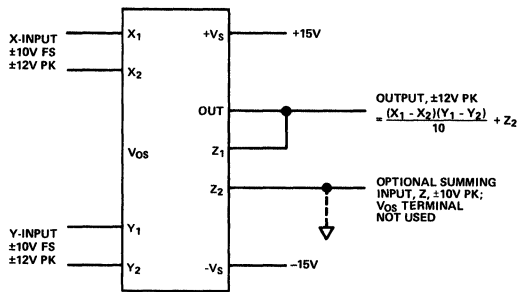 X-INPUT
±10V FS
±12V PK
X1
X2
+VS
+15V
OUT
OUTPUT, ±12V PK
= (X1 - X2)(Y1 - Y2) / 10 + Z2
Z1
VOS
Z2
OPTIONAL SUMMING
INPUT, Z, ±10V PK;
VOS TERMINAL
NOT USED
Y-INPUT
±10V FS
±12V PK
Y1
Y2
-VS
-15V